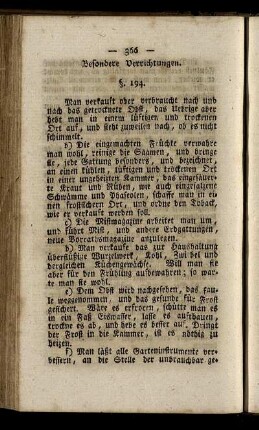 — 366 —
Besondere Verrichtungen.
§. 194.
Man verkauft oder verbraucht nach und
nach das getrocknete Obst, das Uebrige aber
hebt man in einem lüftigen und trockenen
Ort auf, und sieht zuweilen nach, ob es nicht
schimmelt.
b) Die eingemachten Früchte verwahre
man wohl, reinige die Saamen, und bringe
sie, jede Gattung besonders, und bezeichnet,
an einen kühlen, lüftigen und trockenen Ort
in einer ungeheitzten Kammer, das eingesäuer-
te Kraut und Rüben, wie auch eingesalzene
Schwämme und Faseolen, schaffe man in ei-
nen frostsichern Ort, und ordne den Toback,
wie er verkauft werden soll.
c) Die Mistmagazine arbeitet man um,
und führt Mist, und andere Erdgattungen,
neue Vorrathsmagazine anzulegen.
d) Man verkauft das zur Haushaltung
überflüßige Wurzelwerk, Kohl, Zwibel und
dergleichen Küchengewächse. Will man sie
aber für den Frühling aufbewahren; so war-
te man sie wohl.
e) Dem Obst wird nachgesehen, das fau-
le weggenommen, und das gesunde für Frost
gesichert. Wäre es erfroren, schütte man es
in ein Faß Eiswasser, lasse es aufthauen,
trockne es ab, und hebe es besser auf. Dringt
der Frost in die Kammer, ist es nöthig zu
heizen.
f) Man läßt alle Garteninstrumente ver-
bessern, an die Stelle der unbrauchbar ge-